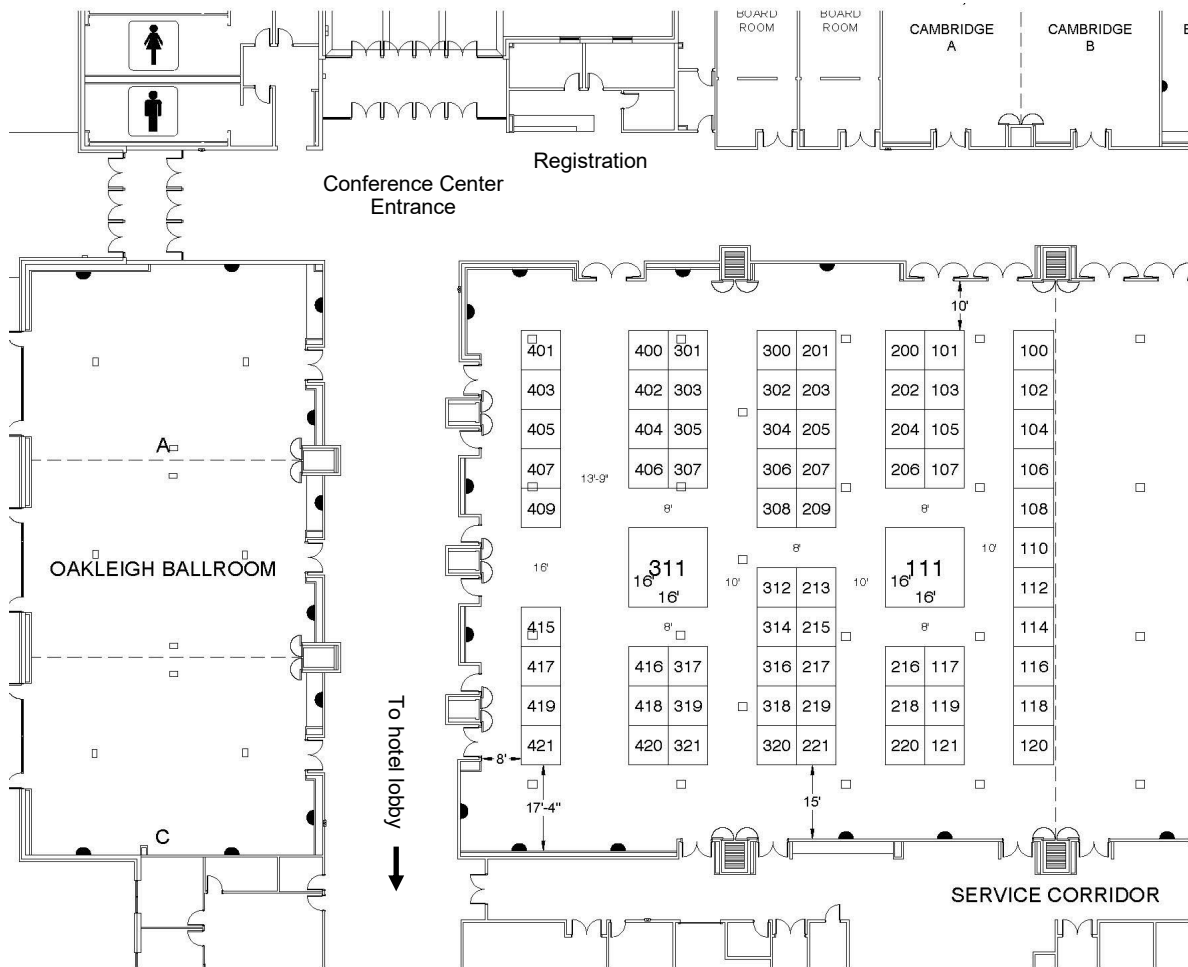 BOARD
ROOM
BOARD
ROOM
CAMBRIDGE
A
CAMBRIDGE
B
Registration
Conference Center
Entrance
10'
401 400 301 300 201 200 101 100
403 402 303 302 203 202 103 102
405 404 305 304 205 204 105 104
A
407 406 307 306 207 206 107 106
13'-9"
409 8' 308 209 8' 108
8' 10' 110
OAKLEIGH BALLROOM
16' 311 111
16' 10' 312 213 10' 16' 112
16' 16'
415 8' 314 215 8' 114
417 416 317 316 217 216 117 116
419 418 319 318 219 218 119 118
421 420 321 320 221 220 121 120
8'
To hotel lobby
17'-4"
15'
C
SERVICE CORRIDOR